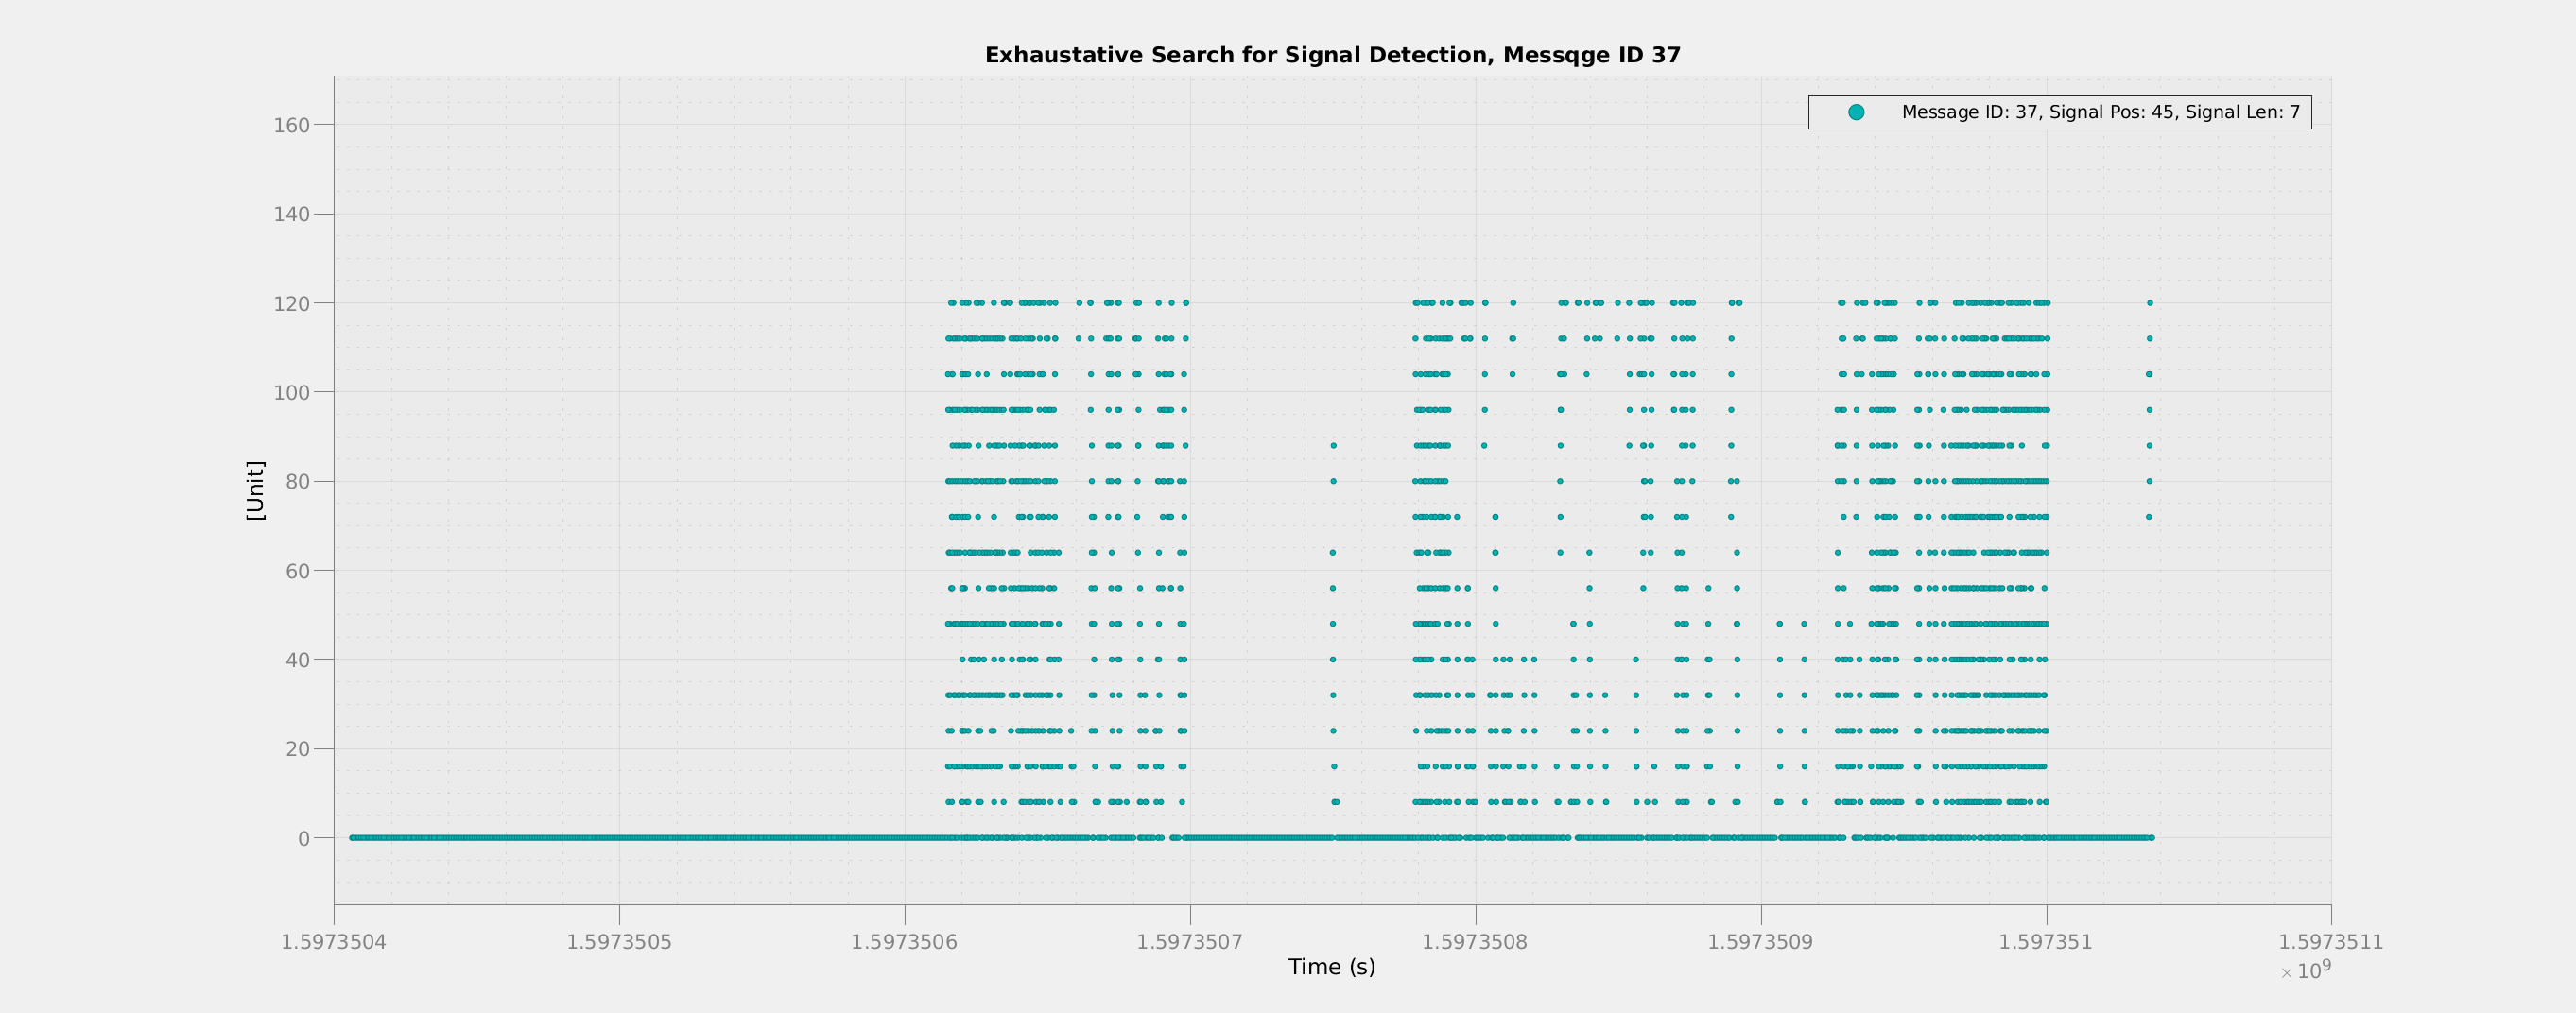 Exhaustative Search for Signal Detection, Messqge ID 37
Message ID: 37, Signal Pos: 45, Signal Len: 7
160
140
120
100
80
60
40
20
0
[Unit]
1.5973504 1.5973505 1.5973506 1.5973507 1.5973508 1.5973509 1.597351 1.5973511
Time (s)
× 10⁹